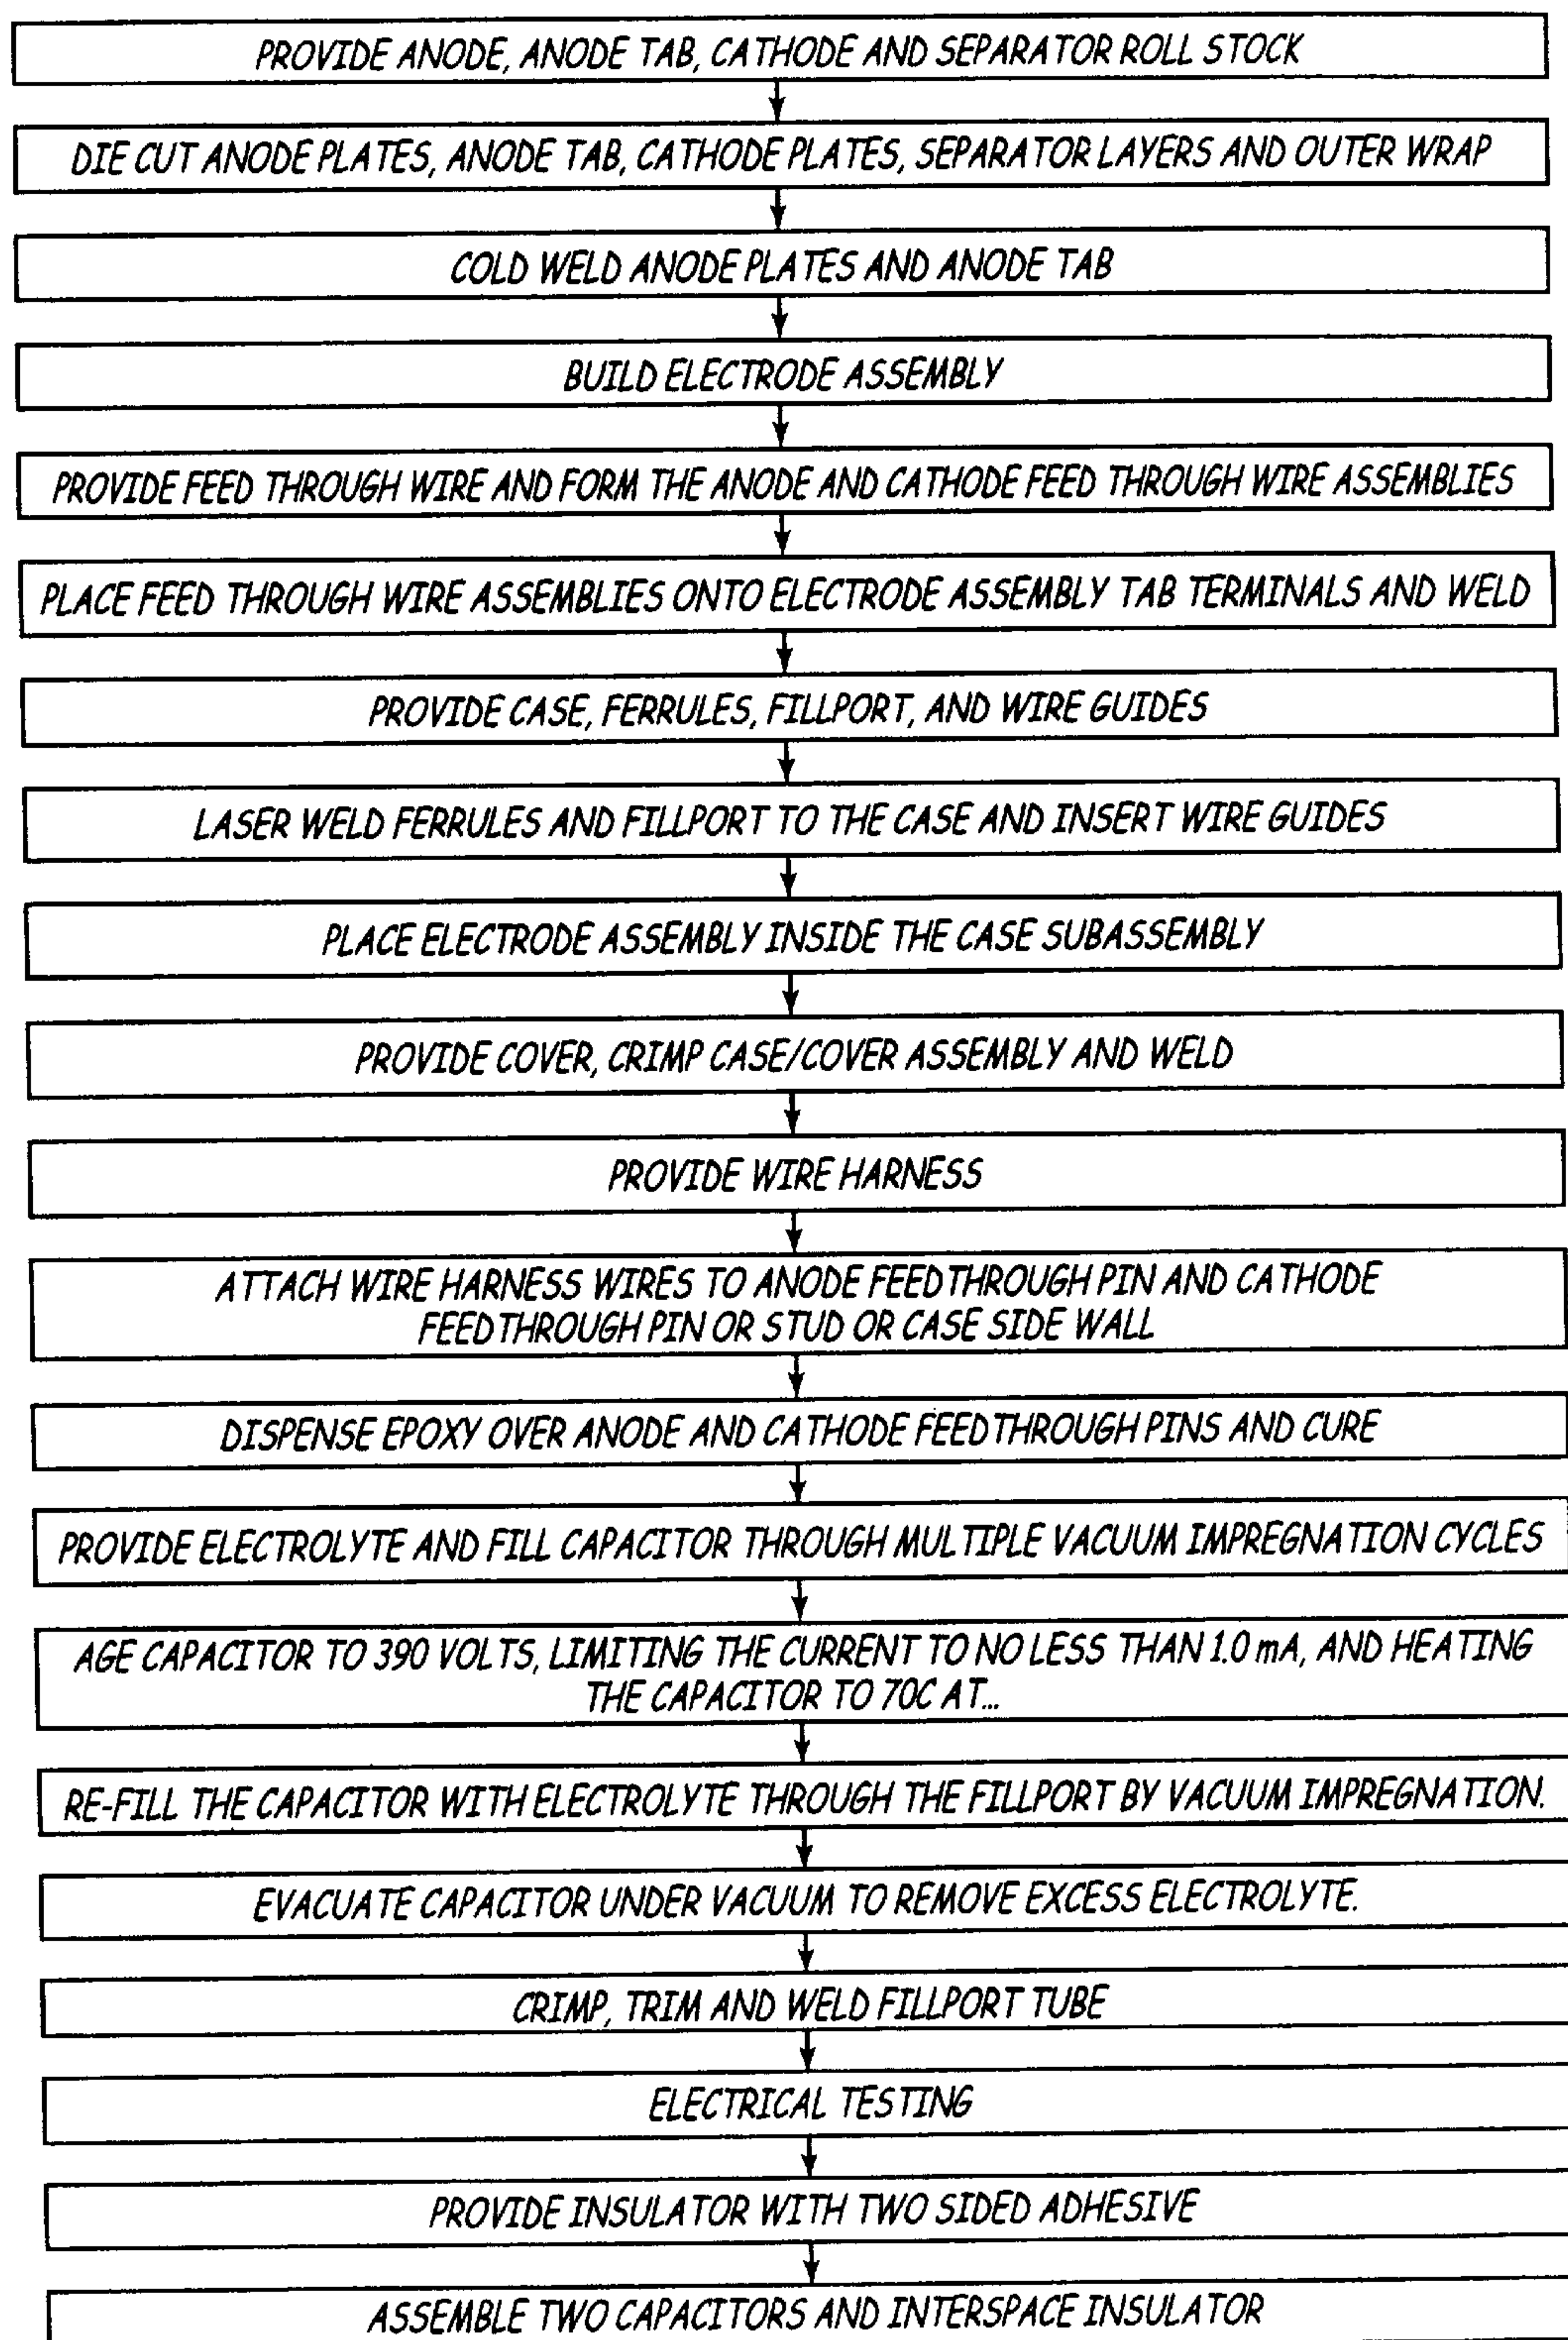 PROVIDE ANODE, ANODE TAB, CATHODE AND SEPARATOR ROLL STOCK
DIE CUT ANODE PLATES, ANODE TAB, CATHODE PLATES, SEPARATOR LAYERS AND OUTER WRAP
COLD WELD ANODE PLATES AND ANODE TAB
BUILD ELECTRODE ASSEMBLY
PROVIDE FEED THROUGH WIRE AND FORM THE ANODE AND CATHODE FEED THROUGH WIRE ASSEMBLIES
PLACE FEED THROUGH WIRE ASSEMBLIES ONTO ELECTRODE ASSEMBLY TAB TERMINALS AND WELD
PROVIDE CASE, FERRULES, FILLPORT, AND WIRE GUIDES
LASER WELD FERRULES AND FILLPORT TO THE CASE AND INSERT WIRE GUIDES
PLACE ELECTRODE ASSEMBLY INSIDE THE CASE SUBASSEMBLY
PROVIDE COVER, CRIMP CASE/COVER ASSEMBLY AND WELD
PROVIDE WIRE HARNESS
ATTACH WIRE HARNESS WIRES TO ANODE FEEDTHROUGH PIN AND CATHODE
FEEDTHROUGH PIN OR STUD OR CASE SIDE WALL
DISPENSE EPOXY OVER ANODE AND CATHODE FEEDTHROUGH PINS AND CURE
PROVIDE ELECTROLYTE AND FILL CAPACITOR THROUGH MULTIPLE VACUUM IMPREGNATION CYCLES
AGE CAPACITOR TO 390 VOLTS, LIMITING THE CURRENT TO NO LESS THAN 1.0 mA, AND HEATING
THE CAPACITOR TO 70C AT...
RE-FILL THE CAPACITOR WITH ELECTROLYTE THROUGH THE FILLPORT BY VACUUM IMPREGNATION.
EVACUATE CAPACITOR UNDER VACUUM TO REMOVE EXCESS ELECTROLYTE.
CRIMP, TRIM AND WELD FILLPORT TUBE
ELECTRICAL TESTING
PROVIDE INSULATOR WITH TWO SIDED ADHESIVE
ASSEMBLE TWO CAPACITORS AND INTERSPACE INSULATOR